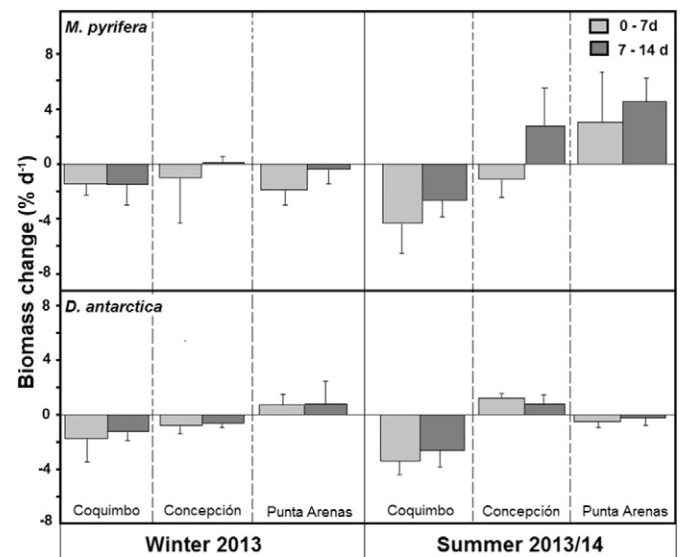 M. pyrifera
0 - 7d
7 - 14 d
8
4
0
-4
-8
Biomass change (% d-1)
D. antarctica
8
4
0
-4
-8
Coquimbo Concepción Punta Arenas Coquimbo Concepción Punta Arenas
Winter 2013 Summer 2013/14